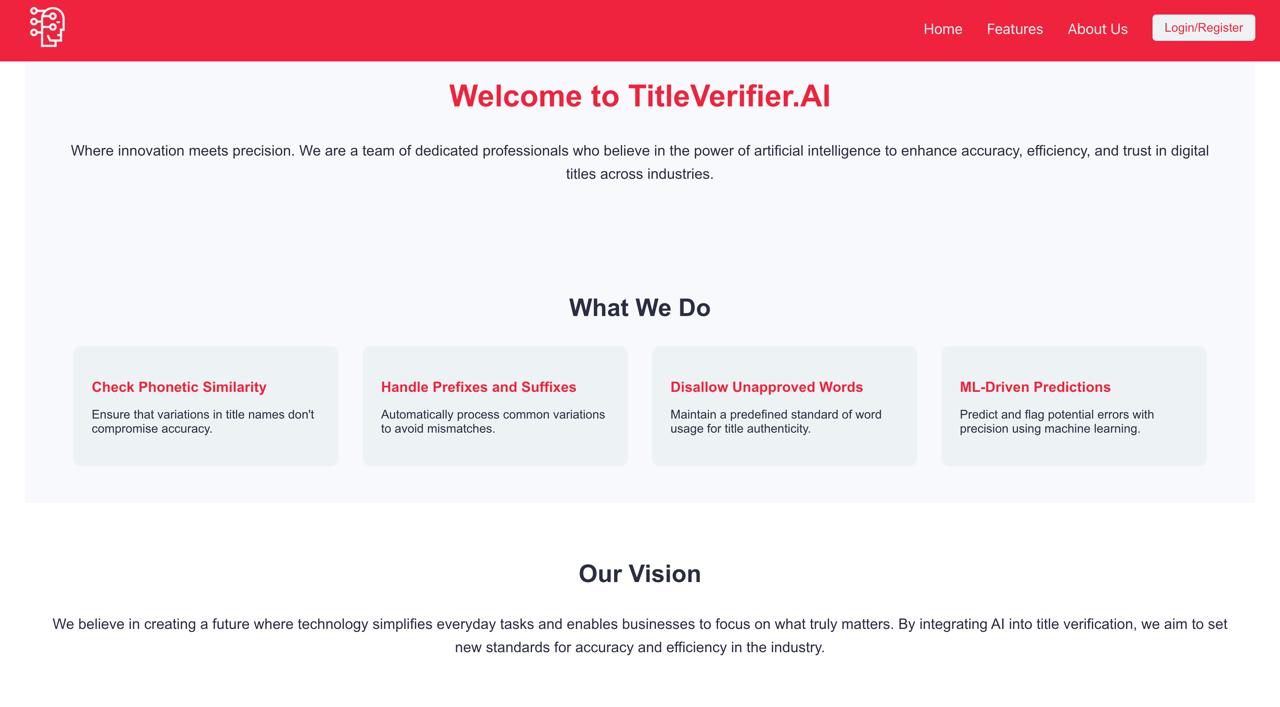 Home Features About Us Login/Register
Welcome to TitleVerifier.AI
Where innovation meets precision. We are a team of dedicated professionals who believe in the power of artificial intelligence to enhance accuracy, efficiency, and trust in digital
titles across industries.
What We Do
Check Phonetic Similarity
Ensure that variations in title names don't
compromise accuracy.
Handle Prefixes and Suffixes
Automatically process common variations
to avoid mismatches.
Disallow Unapproved Words
Maintain a predefined standard of word
usage for title authenticity.
ML-Driven Predictions
Predict and flag potential errors with
precision using machine learning.
Our Vision
We believe in creating a future where technology simplifies everyday tasks and enables businesses to focus on what truly matters. By integrating AI into title verification, we aim to set
new standards for accuracy and efficiency in the industry.